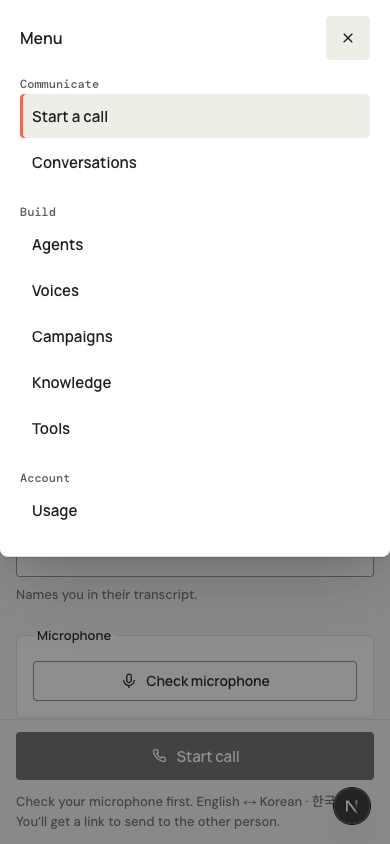 Menu
Communicate
Start a call
Conversations
Build
Agents
Voices
Campaigns
Knowledge
Tools
Account
Usage
Names you in their transcript.
Microphone
Check microphone
Start call
Check your microphone first. English ↔ Korean · 한국
You’ll get a link to send to the other person.
N